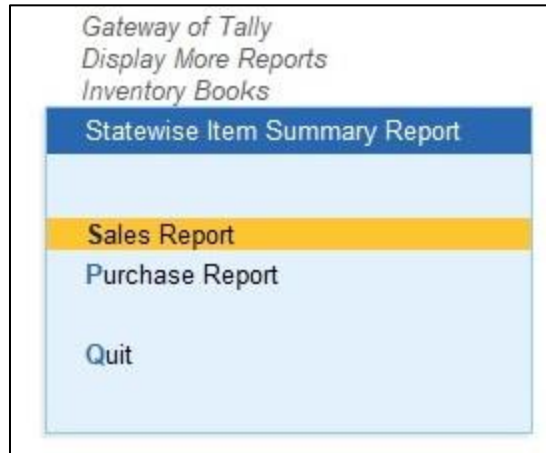 Gateway of Tally
Display More Reports
Inventory Books
Statewise Item Summary Report
Sales Report
Purchase Report
Quit